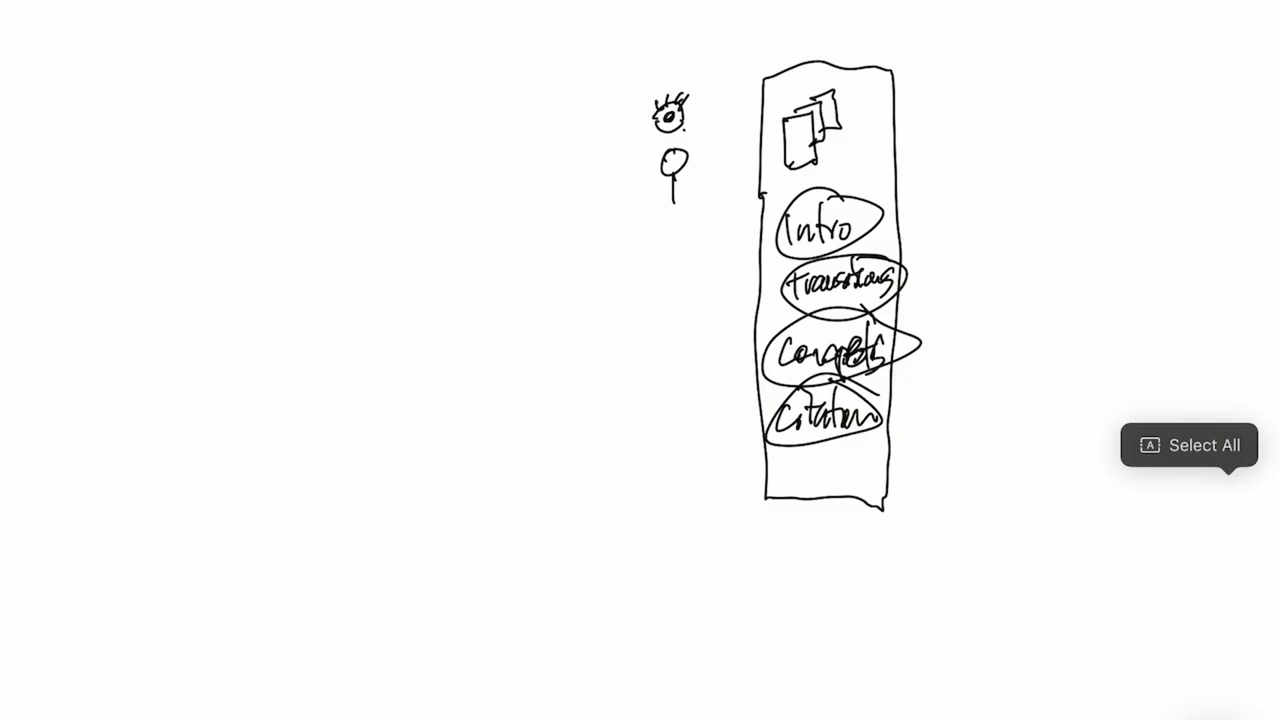 Intro
transitions
concepts
citation
Select All